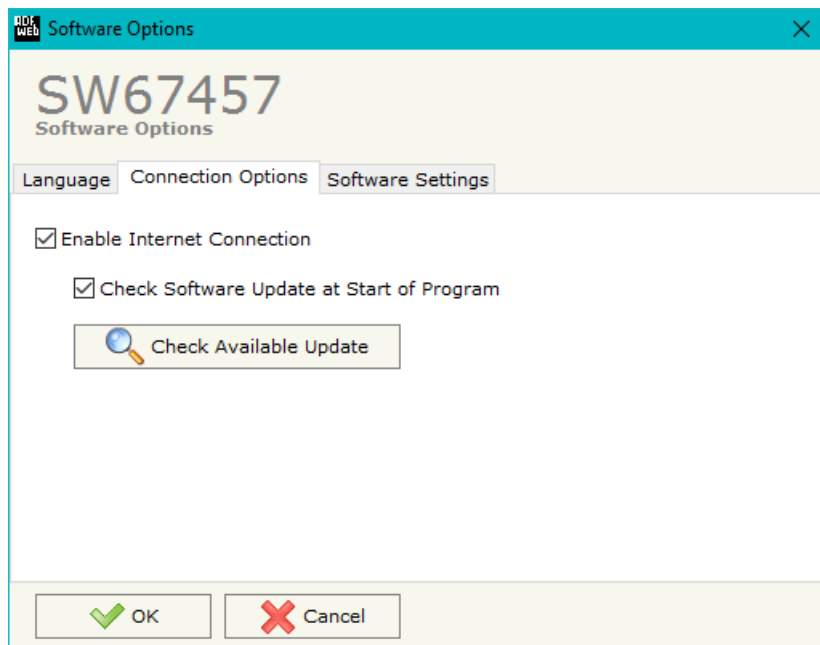 ADF
WEB
Software Options
SW67457
Software Options
Language
Connection Options
Software Settings
Enable Internet Connection
Check Software Update at Start of Program
Check Available Update
OK
Cancel